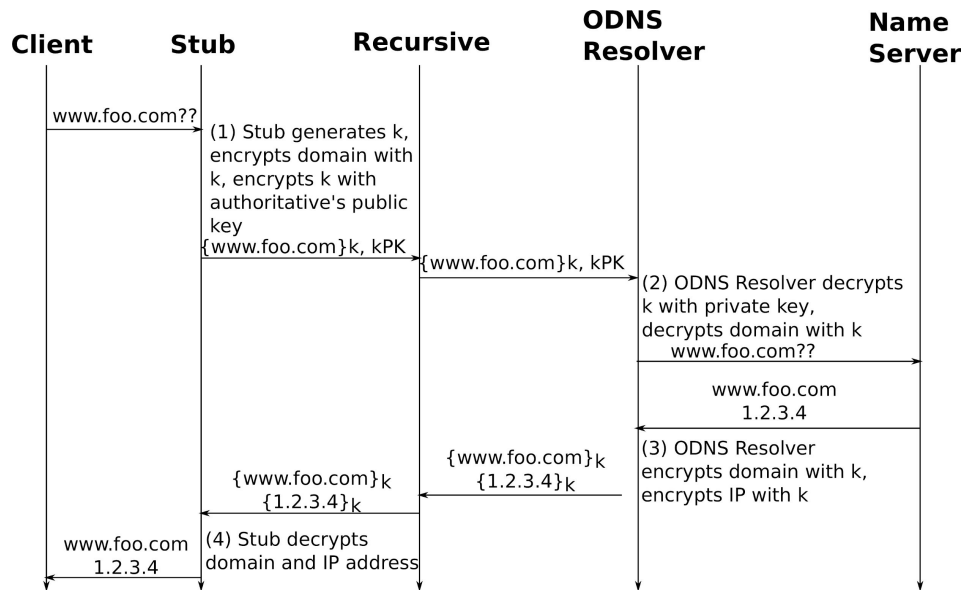 Client
Stub
Recursive
ODNS
Resolver
Name
Server
www.foo.com??
(1) Stub generates k,
encrypts domain with
k, encrypts k with
authoritative's public
key
{www.foo.com}k, kPK
{www.foo.com}k, kPK
(2) ODNS Resolver decrypts
k with private key,
decrypts domain with k
www.foo.com??
www.foo.com
1.2.3.4
(3) ODNS Resolver
encrypts domain with k,
encrypts IP with k
{www.foo.com}k
{1.2.3.4}k
{www.foo.com}k
{1.2.3.4}k
(4) Stub decrypts
domain and IP address
www.foo.com
1.2.3.4